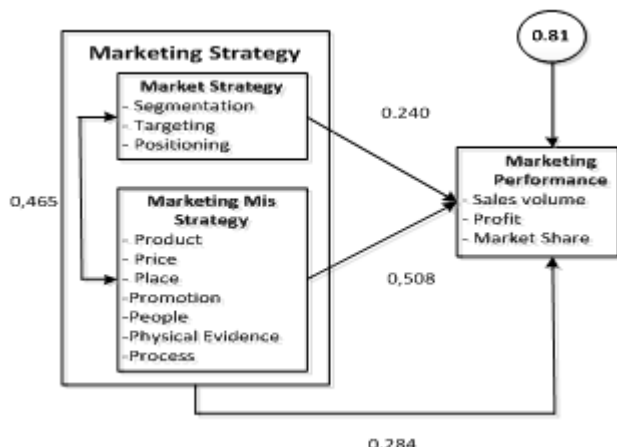 Marketing Strategy
Market Strategy
- Segmentation
- Targeting
- Positioning
Marketing Mis
Strategy
- Product
- Price
- Place
-Promotion
-People
-Physical Evidence
-Process
0,465
0.240
0,508
0.81
Marketing
Performance
- Sales volume
- Profit
- Market Share
0.284